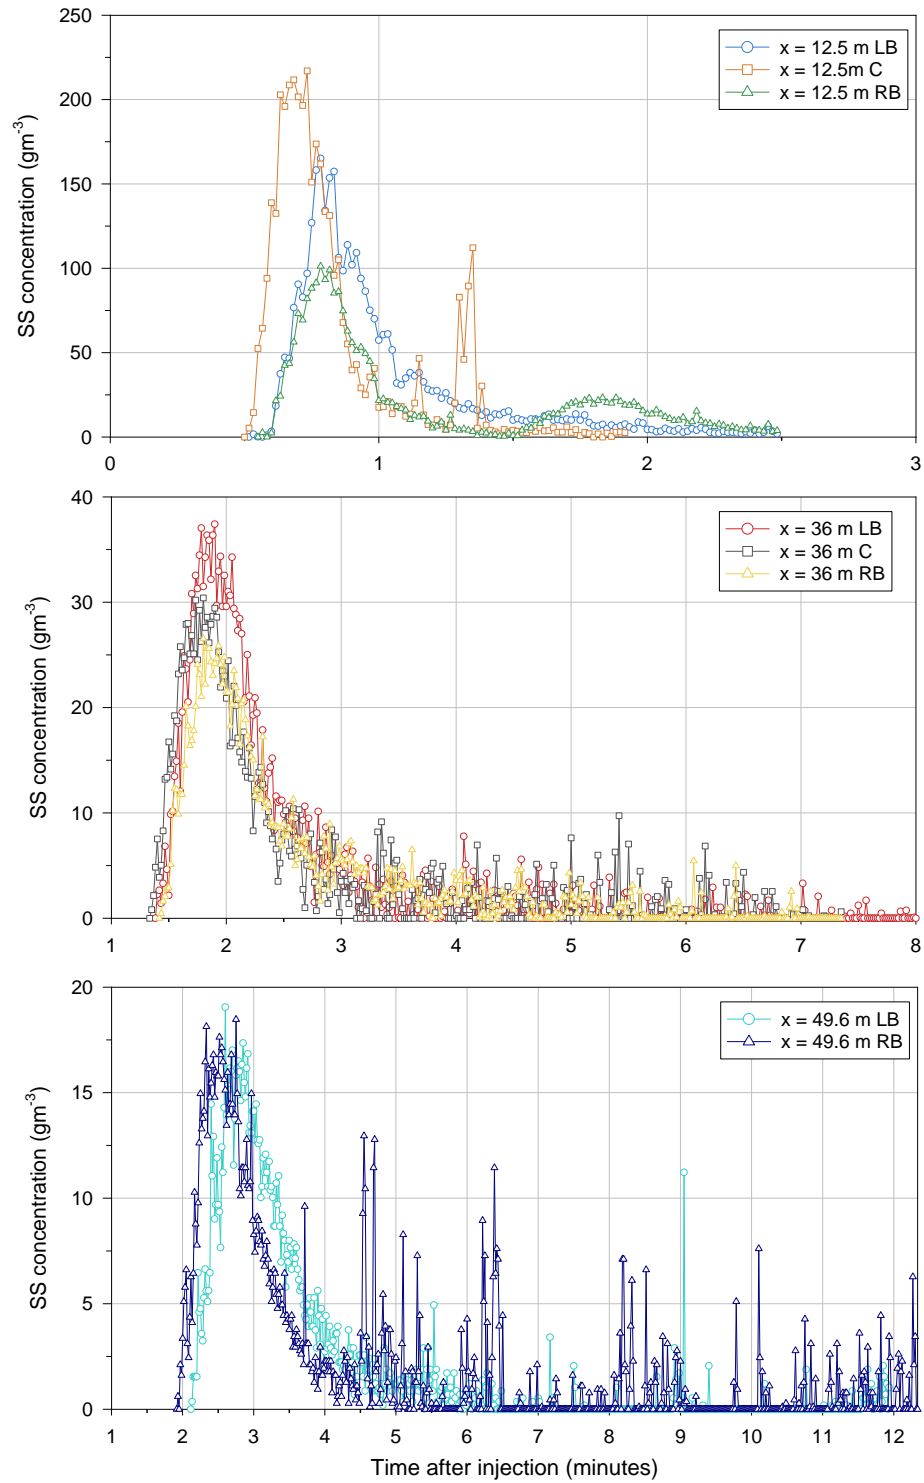 250
200
150
100
50
0
SS concentration (gm-3)
x = 12.5 m LB
x = 12.5m C
x = 12.5 m RB
0 1 2 3
40
30
20
10
0
SS concentration (gm-3)
x = 36 m LB
x = 36 m C
x = 36 m RB
1 2 3 4 5 6 7 8
20
15
10
5
0
SS concentration (gm-3)
x = 49.6 m LB
x = 49.6 m RB
1 2 3 4 5 6 7 8 9 10 11 12
Time after injection (minutes)